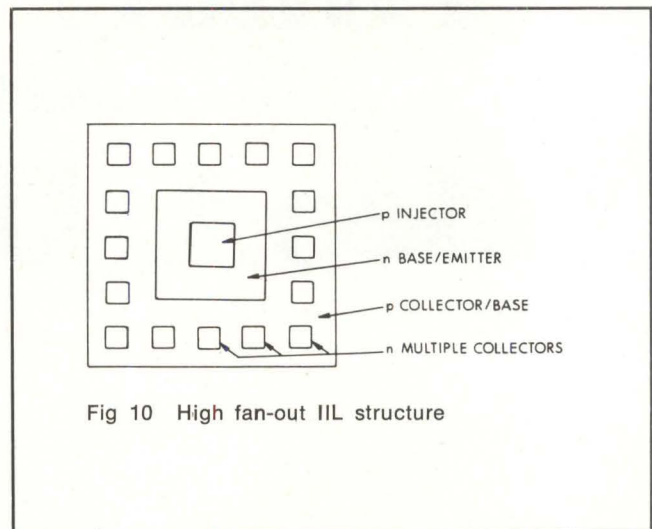 p INJECTOR
n BASE/EMITTER
p COLLECTOR/BASE
n MULTIPLE COLLECTORS
Fig 10 High fan-out IIL structure